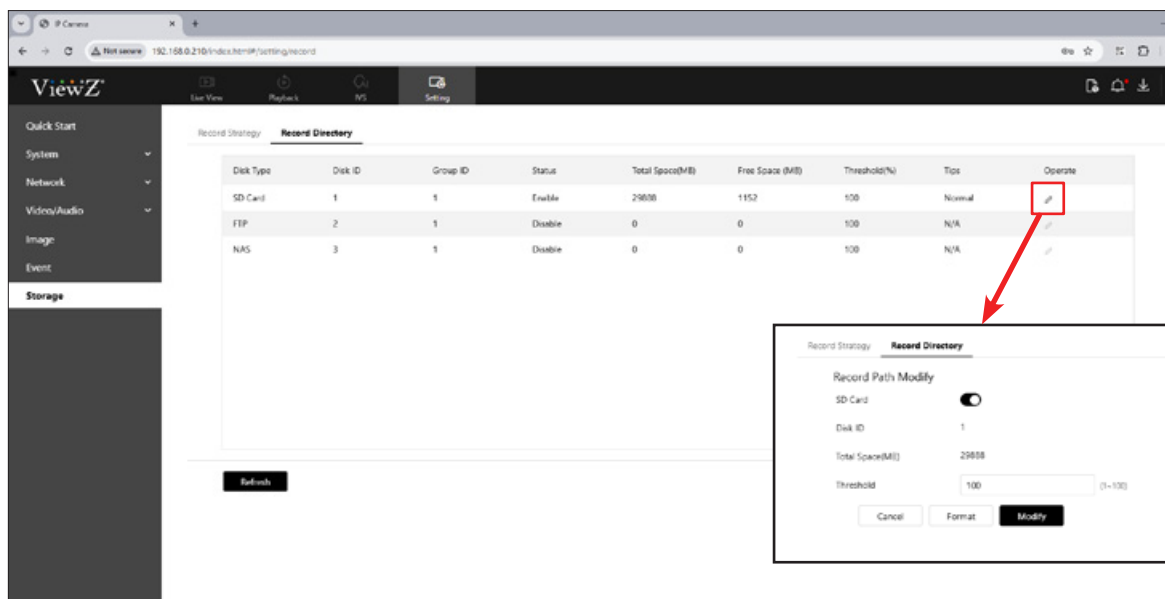 IP Camera
Not secure 192.168.0.210/index.html#/setting/record
ViewZ
Live View Playback IVS Setting
Quick Start
System
Network
Video/Audio
Image
Event
Storage
Record Strategy Record Directory
Disk Type Disk ID Group ID Status Total Space(MB) Free Space (MB) Threshold(%) Tips Operate
SD Card 1 1 Enable 29888 1152 100 Normal
FTP 2 1 Disable 0 0 100 N/A
NAS 3 1 Disable 0 0 100 N/A
Refresh
Record Strategy Record Directory
Record Path Modify
SD Card
Disk ID 1
Total Space(MB) 29888
Threshold 100 (1~100)
Cancel Format Modify